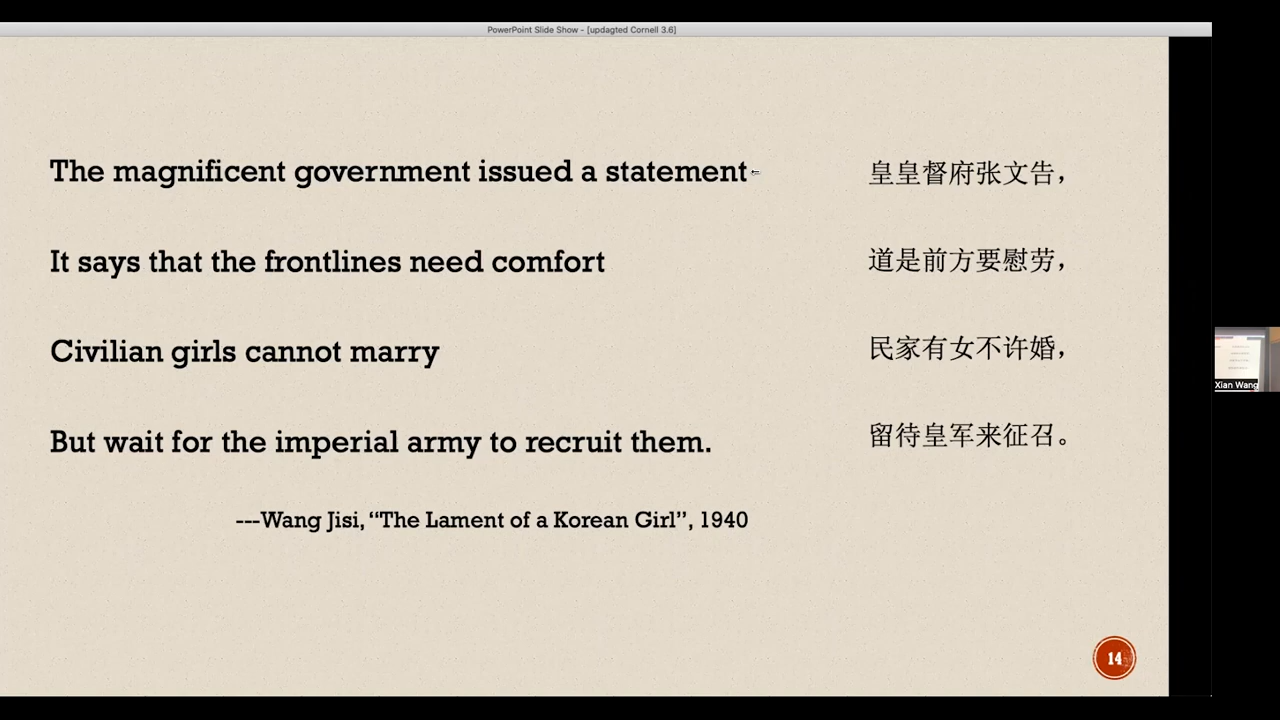 PowerPoint Slide Show - [updagted Cornell 3.6]
The magnificent government issued a statement
皇皇督府张文告，
It says that the frontlines need comfort
道是前方要慰劳，
Civilian girls cannot marry
民家有女不许婚，
But wait for the imperial army to recruit them.
留待皇军来征召。
---Wang Jisi, “The Lament of a Korean Girl”, 1940
Xian Wang
14